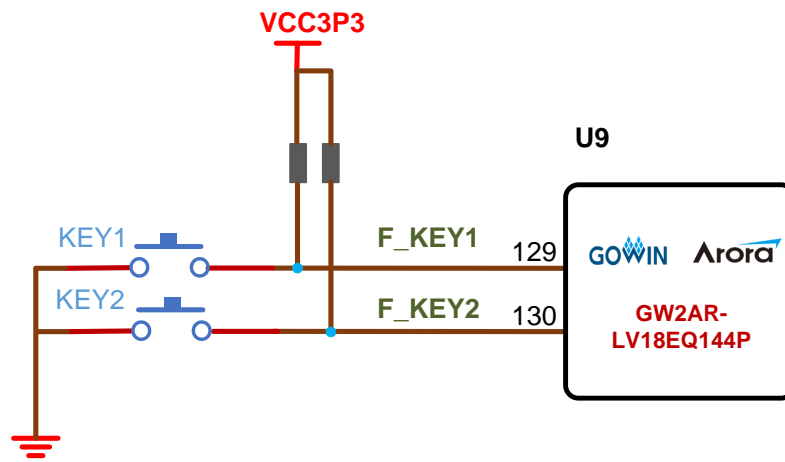 VCC3P3
U9
KEY1
F_KEY1
129
GOWIN Arora
KEY2
F_KEY2
130
GW2AR-
LV18EQ144P